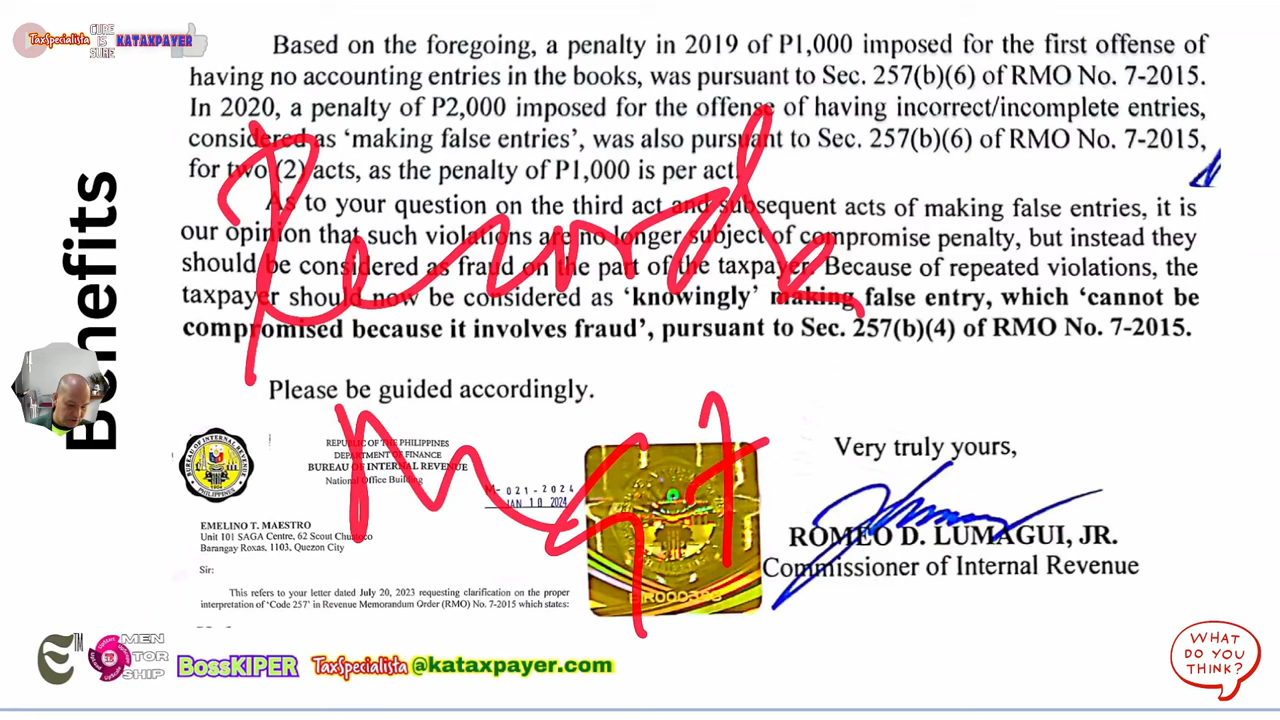 TaxSpecialista CURE IS SURE KATAXPAYER
Benefits
Based on the foregoing, a penalty in 2019 of P1,000 imposed for the first offense of
having no accounting entries in the books, was pursuant to Sec. 257(b)(6) of RMO No. 7-2015.
In 2020, a penalty of P2,000 imposed for the offense of having incorrect/incomplete entries,
considered as 'making false entries', was also pursuant to Sec. 257(b)(6) of RMO No. 7-2015,
for two (2) acts, as the penalty of P1,000 is per act.
As to your question on the third act and subsequent acts of making false entries, it is
our opinion that such violations are no longer subject of compromise penalty, but instead they
should be considered as fraud on the part of the taxpayer. Because of repeated violations, the
taxpayer should now be considered as 'knowingly' making false entry, which 'cannot be
compromised because it involves fraud', pursuant to Sec. 257(b)(4) of RMO No. 7-2015.
Please be guided accordingly.
Very truly yours,
ROMEO D. LUMAGUI, JR.
Commissioner of Internal Revenue
BUREAU OF INTERNAL REVENUE
PHILIPPINES
REPUBLIC OF THE PHILIPPINES
DEPARTMENT OF FINANCE
BUREAU OF INTERNAL REVENUE
National Office Building
M-021-2024
JAN 10 2024
EMELINO T. MAESTRO
Unit 101 SAGA Centre, 62 Scout Chuatoco
Barangay Roxas, 1103, Quezon City
Sir:
This refers to your letter dated July 20, 2023 requesting clarification on the proper
interpretation of 'Code 257' in Revenue Memorandum Order (RMO) No. 7-2015 which states:
MENTORSHIP
BossKIPER
TaxSpecialista @kataxpayer.com
WHAT
DO YOU
THINK?